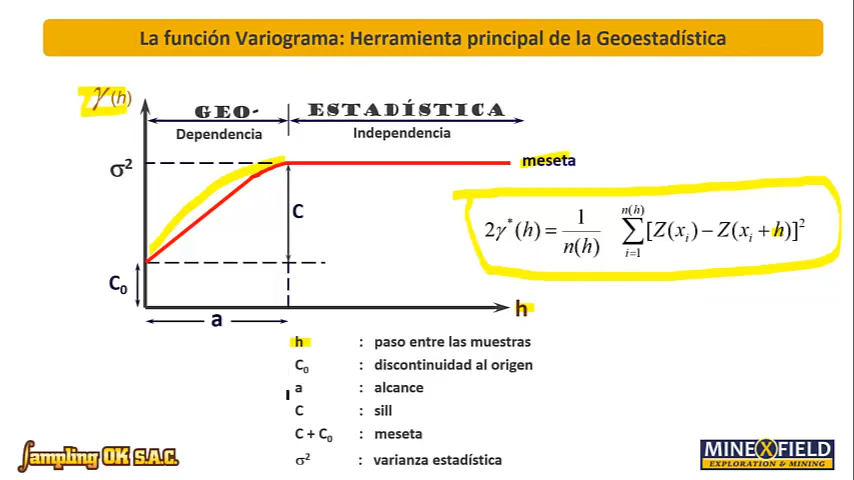 La función Variograma: Herramienta principal de la Geoestadística
γ(h)
GEO-
ESTADÍSTICA
Dependencia
Independencia
σ²
meseta
C
2γ*(h) = 1/n(h) ∑_{i=1}^{n(h)} [Z(xᵢ) − Z(xᵢ + h)]²
C₀
h
a
h : paso entre las muestras
C₀ : discontinuidad al origen
a : alcance
C : sill
C + C₀ : meseta
σ² : varianza estadística
Sampling OK S.A.C.
MINEXFIELD
EXPLORATION & MINING